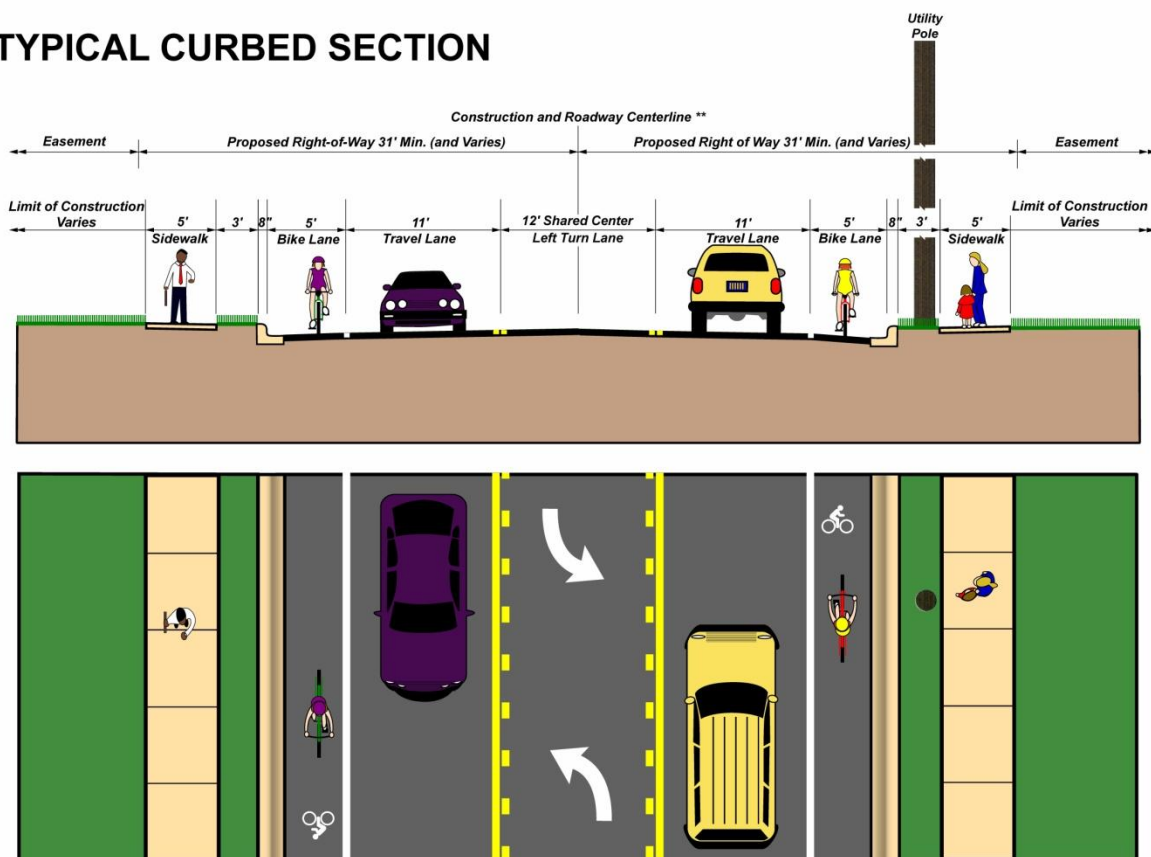 TYPICAL CURBED SECTION
Utility
Pole
Construction and Roadway Centerline **
Easement
Proposed Right-of-Way 31' Min. (and Varies)
Proposed Right of Way 31' Min. (and Varies)
Easement
Limit of Construction
Varies
5'
Sidewalk
3'
8"
5'
Bike Lane
11'
Travel Lane
12' Shared Center
Left Turn Lane
11'
Travel Lane
5'
Bike Lane
8"
3'
5'
Sidewalk
Limit of Construction
Varies